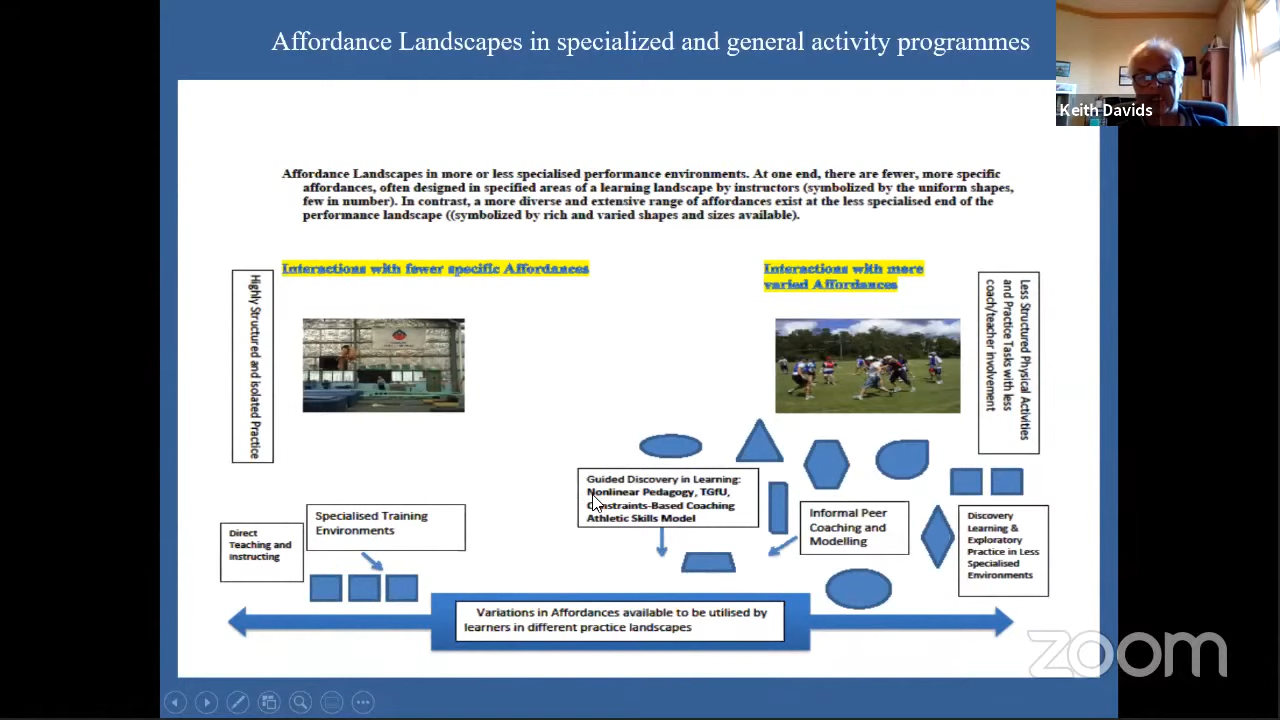 Affordance Landscapes in specialized and general activity programmes
Keith Davids
Affordance Landscapes in more or less specialised performance environments. At one end, there are fewer, more specific
affordances, often designed in specified areas of a learning landscape by instructors (symbolized by the uniform shapes,
few in number). In contrast, a more diverse and extensive range of affordances exist at the less specialised end of the
performance landscape ((symbolized by rich and varied shapes and sizes available).
Interactions with fewer specific Affordances
Interactions with more
varied Affordances
Highly Structured and isolated Practice
Less Structured Physical Activities
and Practice Tasks with less
coach/teacher involvement
Guided Discovery in Learning:
Nonlinear Pedagogy, TGfU,
Constraints-Based Coaching
Athletic Skills Model
Specialised Training
Environments
Direct
Teaching and
Instructing
Informal Peer
Coaching and
Modelling
Discovery
Learning &
Exploratory
Practice in Less
Specialised
Environments
Variations in Affordances available to be utilised by
learners in different practice landscapes
zoom